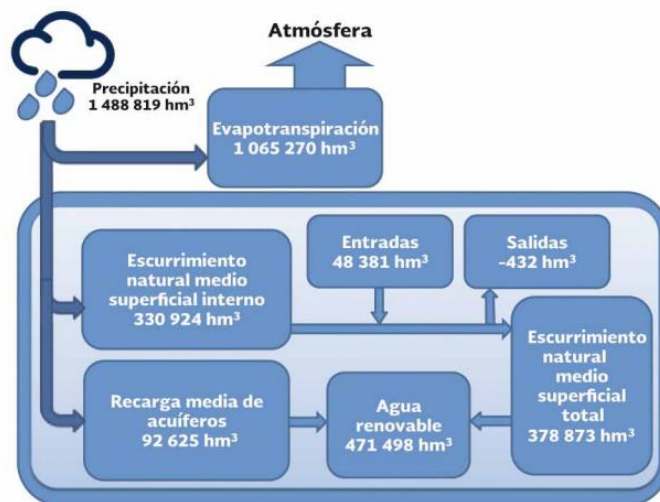 Atmósfera
Precipitación
1 488 819 hm³
Evapotranspiración
1 065 270 hm³
Escurrimiento
natural medio
superficial interno
330 924 hm³
Entradas
48 381 hm³
Salidas
-432 hm³
Escurrimiento
natural
medio
superficial
total
378 873 hm³
Recarga media de
acuíferos
92 625 hm³
Agua
renovable
471 498 hm³